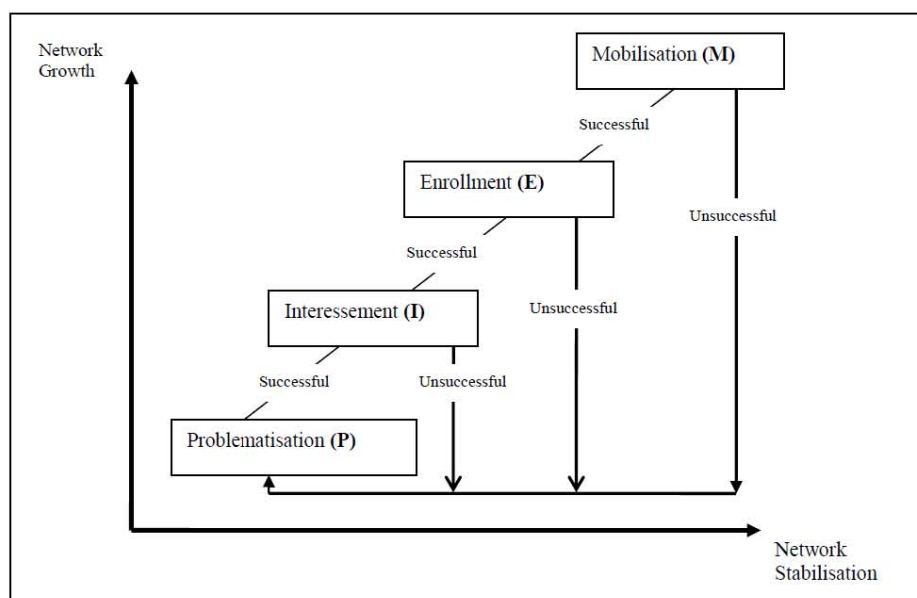 Network
Growth
Mobilisation (M)
Successful
Enrollment (E)
Unsuccessful
Successful
Interessement (I)
Unsuccessful
Successful
Unsuccessful
Problematisation (P)
Network
Stabilisation